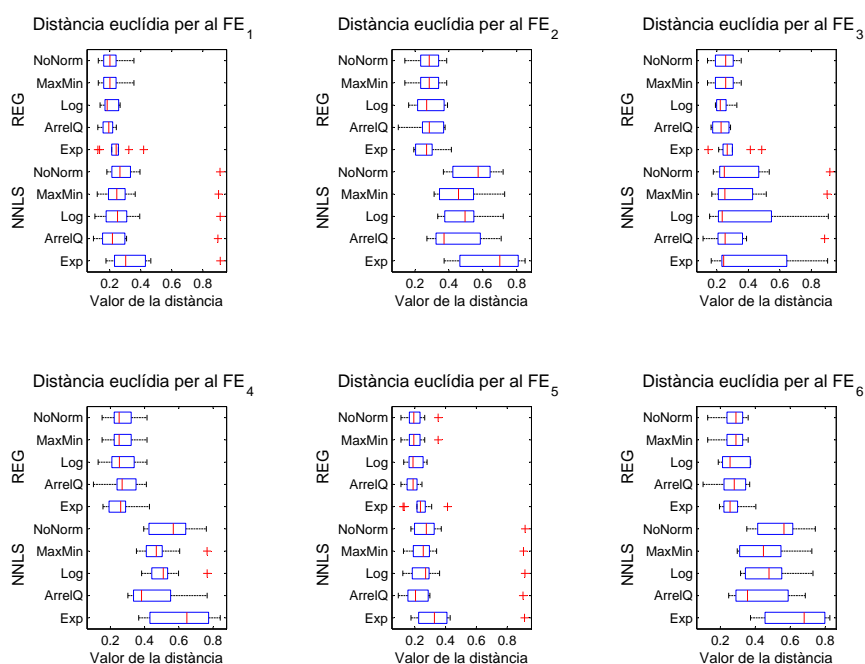 Distància euclídia per al FE1
NoNorm
MaxMin
Log
ArrelQ
Exp
NoNorm
MaxMin
Log
ArrelQ
Exp
REG
NNLS
0.2 0.4 0.6 0.8
Valor de la distància
Distància euclídia per al FE2
NoNorm
MaxMin
Log
ArrelQ
Exp
NoNorm
MaxMin
Log
ArrelQ
Exp
REG
NNLS
0.2 0.4 0.6 0.8
Valor de la distància
Distància euclídia per al FE3
NoNorm
MaxMin
Log
ArrelQ
Exp
NoNorm
MaxMin
Log
ArrelQ
Exp
REG
NNLS
0.2 0.4 0.6 0.8
Valor de la distància
Distància euclídia per al FE4
NoNorm
MaxMin
Log
ArrelQ
Exp
NoNorm
MaxMin
Log
ArrelQ
Exp
REG
NNLS
0.2 0.4 0.6 0.8
Valor de la distància
Distància euclídia per al FE5
NoNorm
MaxMin
Log
ArrelQ
Exp
NoNorm
MaxMin
Log
ArrelQ
Exp
REG
NNLS
0.2 0.4 0.6 0.8
Valor de la distància
Distància euclídia per al FE6
NoNorm
MaxMin
Log
ArrelQ
Exp
NoNorm
MaxMin
Log
ArrelQ
Exp
REG
NNLS
0.2 0.4 0.6 0.8
Valor de la distància